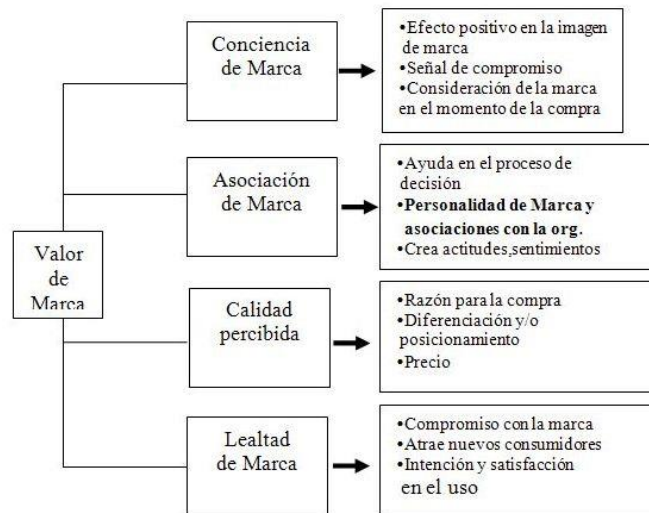 Valor
de
Marca
Conciencia
de Marca
•Efecto positivo en la imagen
de marca
•Señal de compromiso
•Consideración de la marca
en el momento de la compra
Asociación
de Marca
•Ayuda en el proceso de
decisión
•Personalidad de Marca y
asociaciones con la org.
•Crea actitudes,sentimientos
Calidad
percibida
•Razón para la compra
•Diferenciación y/o
posicionamiento
•Precio
Lealtad
de Marca
•Compromiso con la marca
•Atrae nuevos consumidores
•Intención y satisfacción
en el uso